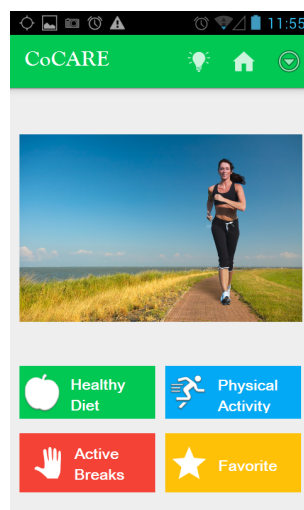 11:55
CoCARE
Healthy
Diet
Physical
Activity
Active
Breaks
Favorite